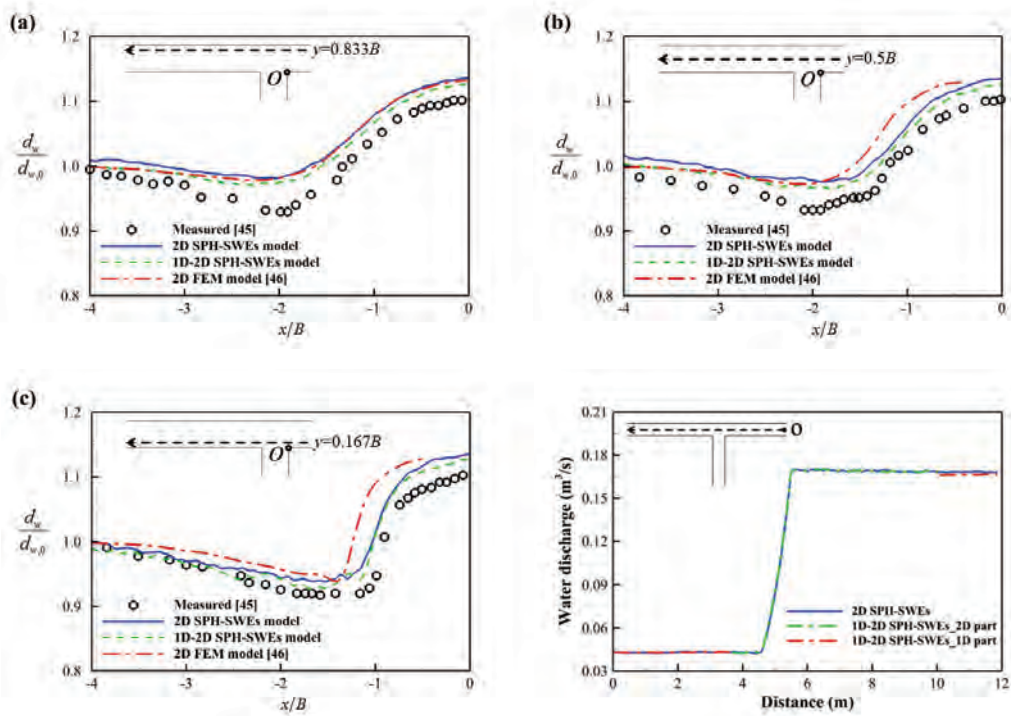 (a)
1.2
1.1
1.0
0.9
0.8
d_w
d_w,0
y=0.833B
O
Measured [45]
2D SPH-SWEs model
1D-2D SPH-SWEs model
2D FEM model [46]
-4 -3 -2 -1 0
x/B
(b)
1.2
1.1
1.0
0.9
0.8
d_w
d_w,0
y=0.5B
O
Measured [45]
2D SPH-SWEs model
1D-2D SPH-SWEs model
2D FEM model [46]
-4 -3 -2 -1 0
x/B
(c)
1.2
1.1
1.0
0.9
0.8
d_w
d_w,0
y=0.167B
O
Measured [45]
2D SPH-SWEs model
1D-2D SPH-SWEs model
2D FEM model [46]
-4 -3 -2 -1 0
x/B
Water discharge (m³/s)
0.21
0.18
0.15
0.12
0.09
0.06
0.03
O
2D SPH-SWEs
1D-2D SPH-SWEs_2D part
1D-2D SPH-SWEs_1D part
0 2 4 6 8 10 12
Distance (m)